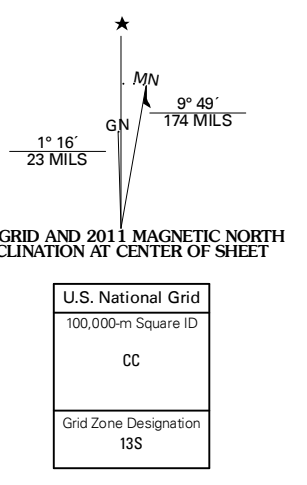 ★
MN
GN
9° 49´
174 MILS
1° 16´
23 MILS
GRID AND 2011 MAGNETIC NORTH
CLINATION AT CENTER OF SHEET
U.S. National Grid
100,000-m Square ID
CC
Grid Zone Designation
13S